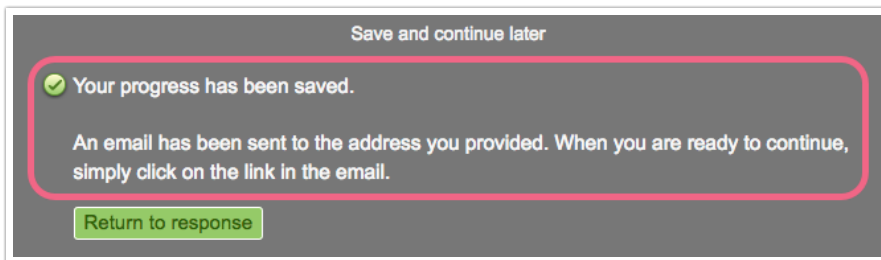 Save and continue later
Your progress has been saved.
An email has been sent to the address you provided. When you are ready to continue,
simply click on the link in the email.
Return to response